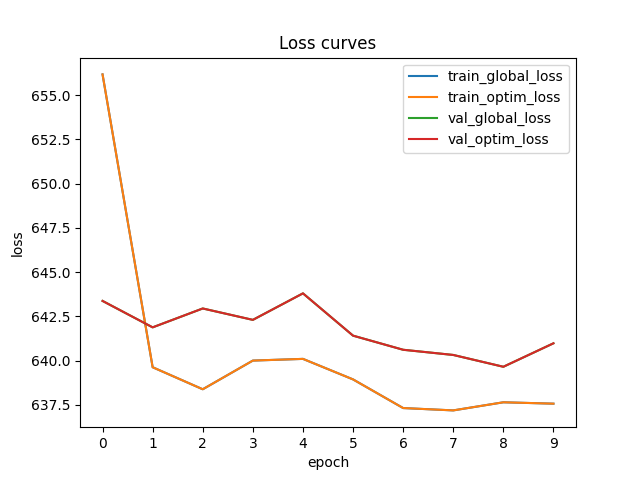 Loss curves
train_global_loss
train_optim_loss
val_global_loss
val_optim_loss
655.0
652.5
650.0
647.5
645.0
642.5
640.0
637.5
loss
0 1 2 3 4 5 6 7 8 9
epoch